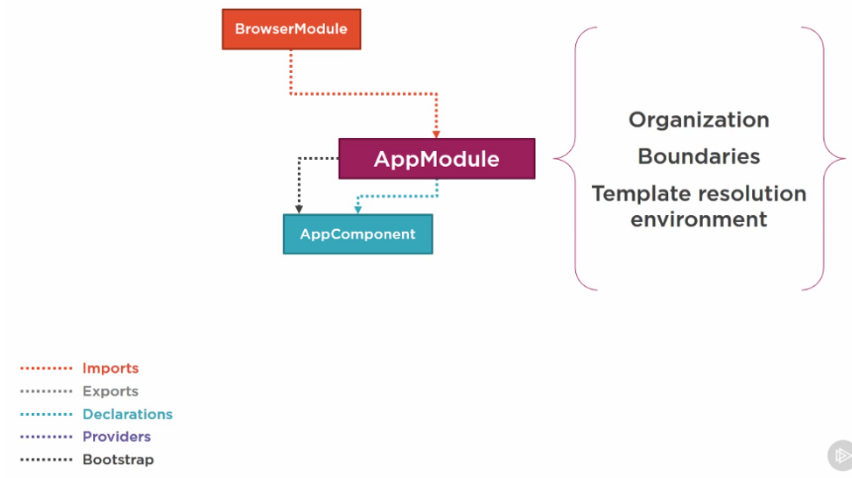 BrowserModule
AppModule
AppComponent
Organization
Boundaries
Template resolution
environment
Imports
Exports
Declarations
Providers
Bootstrap